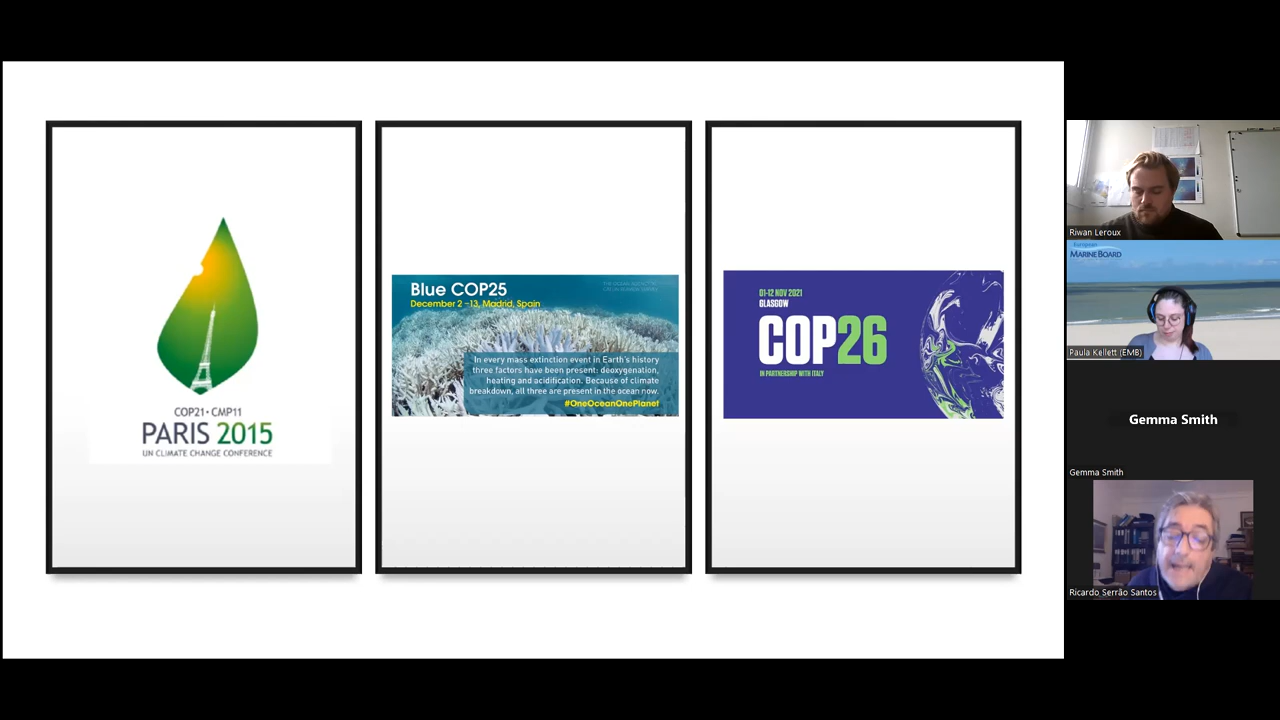 COP21 • CMP11
PARIS 2015
UN CLIMATE CHANGE CONFERENCE
Blue COP25
December 2 –13, Madrid, Spain
In every mass extinction event in Earth's history
three factors have been present: deoxygenation,
heating and acidification. Because of climate
breakdown, all three are present in the ocean now.
#OneOceanOnePlanet
01-12 NOV 2021
GLASGOW
COP26
IN PARTNERSHIP WITH ITALY
Riwan Leroux
European
MARINE BOARD
Paula Kellett (EMB)
Gemma Smith
Gemma Smith
Ricardo Serrão Santos